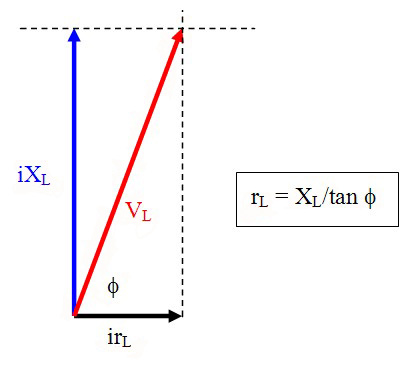 iX_L
V_L
r_L = X_L/tan ϕ
ϕ
ir_L